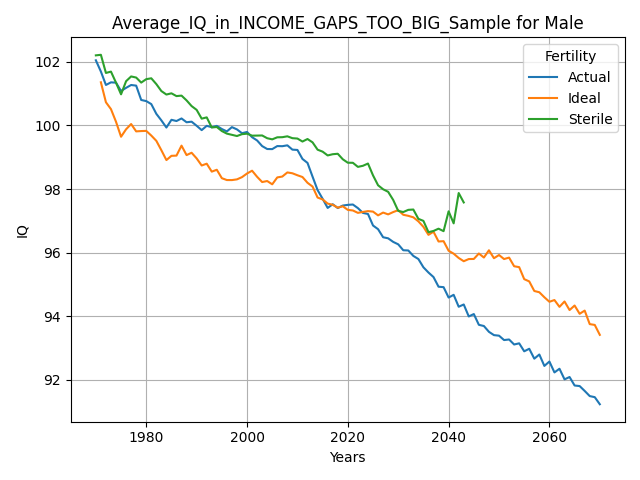 Average_IQ_in_INCOME_GAPS_TOO_BIG_Sample for Male
Fertility
Actual
Ideal
Sterile
102
100
98
96
94
92
IQ
1980
2000
2020
2040
2060
Years